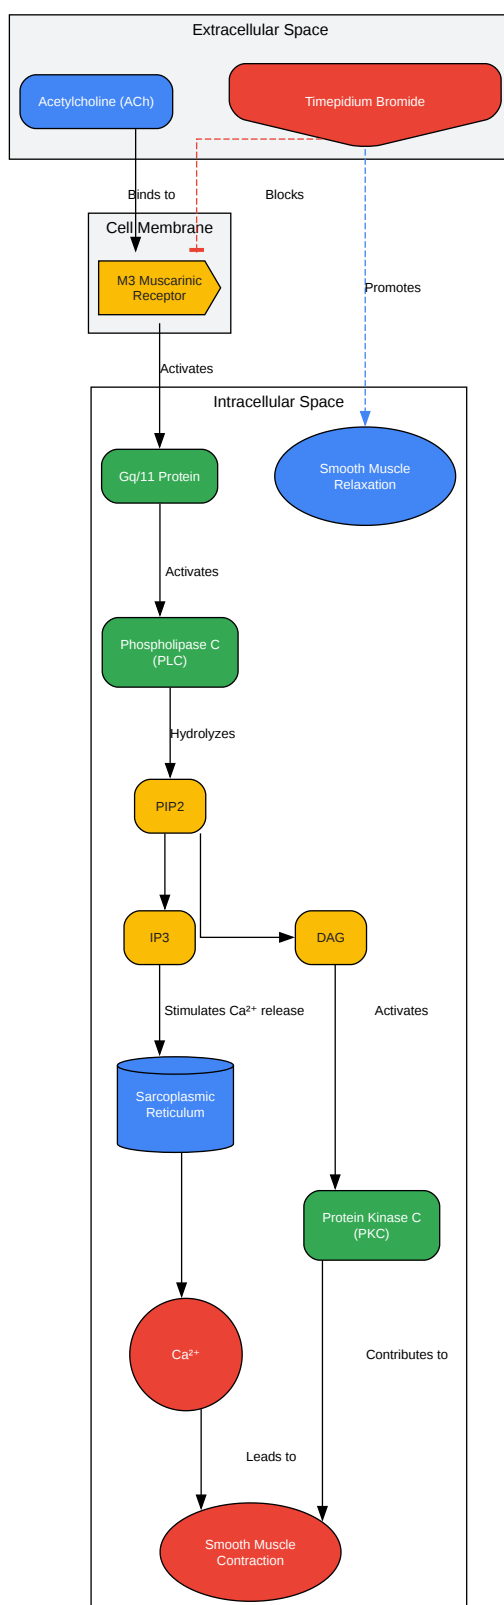 Extracellular Space
Acetylcholine (ACh)
Timepidium Bromide
Binds to
Blocks
Cell Membrane
M3 Muscarinic
Receptor
Promotes
Activates
Intracellular Space
Gq/11 Protein
Smooth Muscle
Relaxation
Activates
Phospholipase C
(PLC)
Hydrolyzes
PIP2
IP3
DAG
Stimulates Ca²⁺ release
Activates
Sarcoplasmic
Reticulum
Protein Kinase C
(PKC)
Ca²⁺
Contributes to
Leads to
Smooth Muscle
Contraction